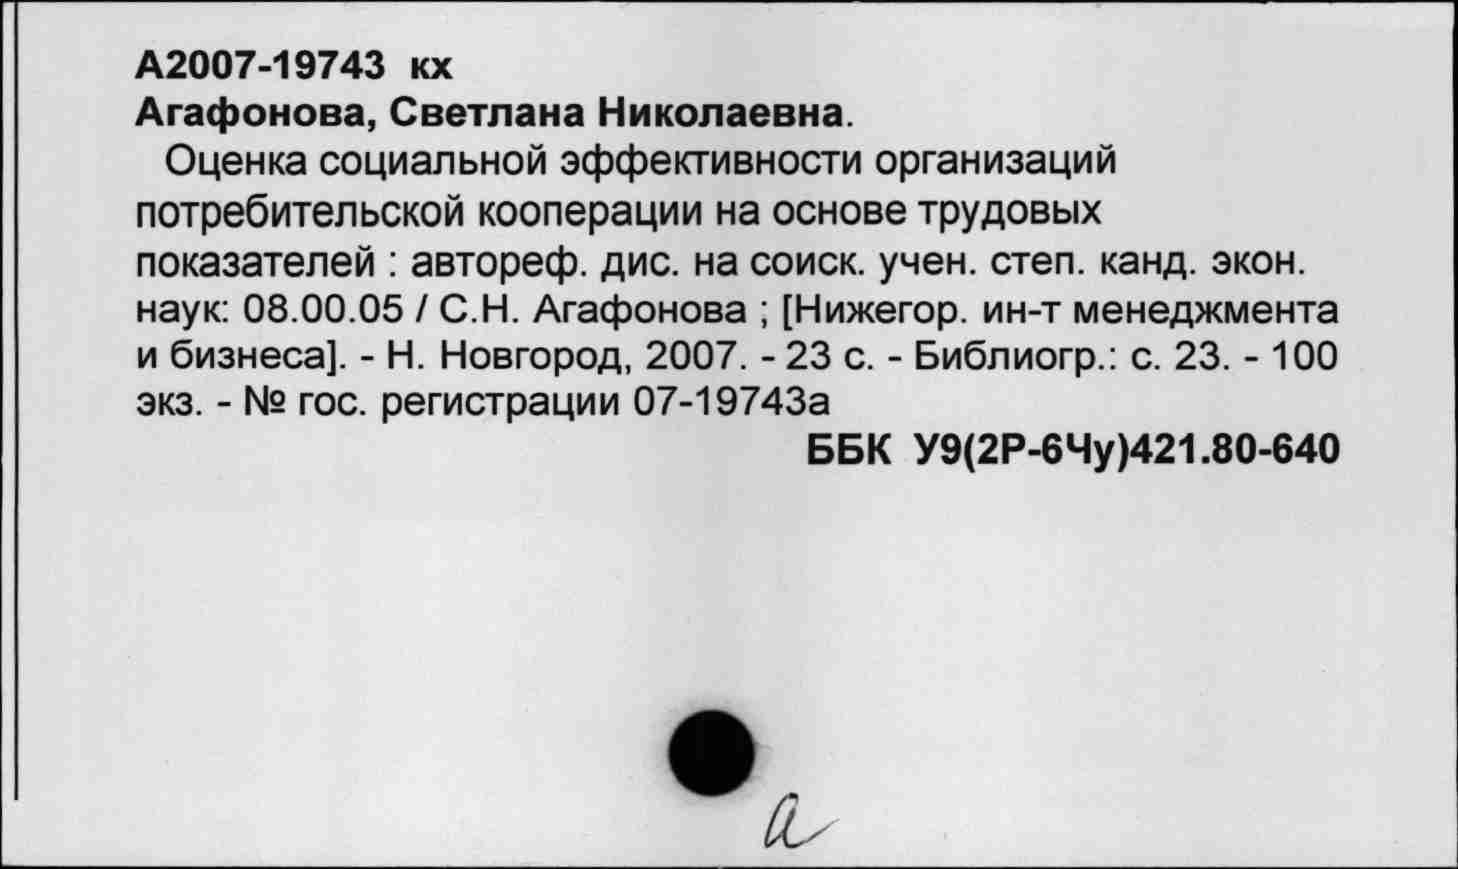 А2007-19743 кх
Агафонова, Светлана Николаевна.
Оценка социальной эффективности организаций
потребительской кооперации на основе трудовых
показателей : автореф. дис. на соиск. учен. степ. канд. экон.
наук: 08.00.05 / С.Н. Агафонова ; [Нижегор. ин-т менеджмента
и бизнеса]. - Н. Новгород, 2007. - 23 с. - Библиогр.: с. 23. - 100
экз. - № гос. регистрации 07-19743а
ББК У9(2Р-6Чу)421.80-640
а